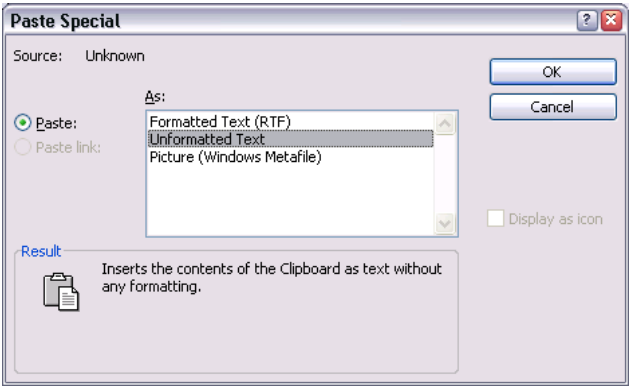 Paste Special
Source: Unknown
As:
Paste:
Paste link:
Formatted Text (RTF)
Unformatted Text
Picture (Windows Metafile)
OK
Cancel
Display as icon
Result
Inserts the contents of the Clipboard as text without
any formatting.